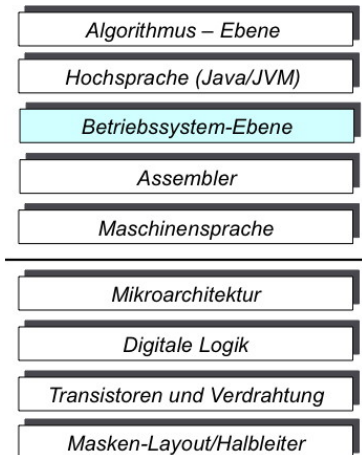 Algorithmus – Ebene
Hochsprache (Java/JVM)
Betriebssystem-Ebene
Assembler
Maschinensprache
Mikroarchitektur
Digitale Logik
Transistoren und Verdrahtung
Masken-Layout/Halbleiter